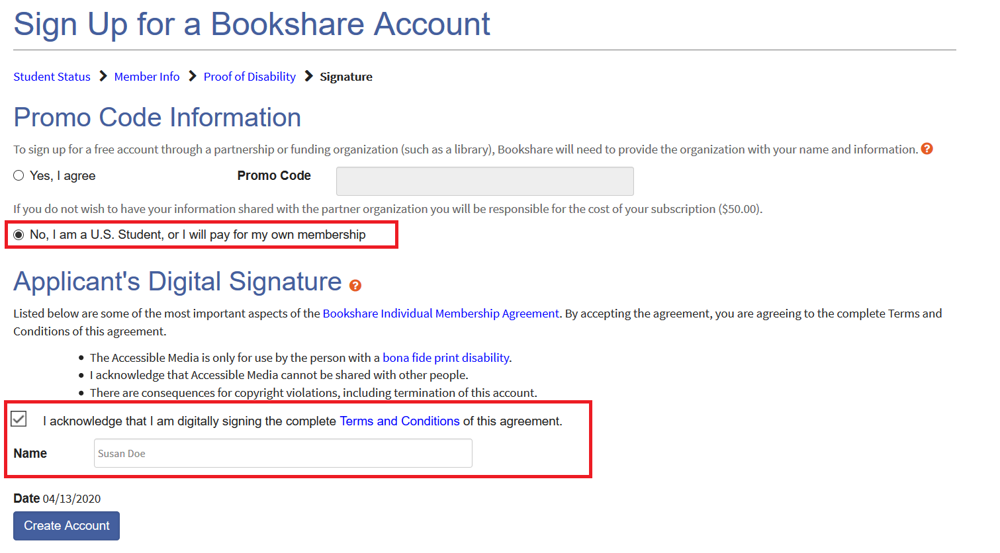 Sign Up for a Bookshare Account
Student Status > Member Info > Proof of Disability > Signature
Promo Code Information
To sign up for a free account through a partnership or funding organization (such as a library), Bookshare will need to provide the organization with your name and information. ?
Yes, I agree Promo Code
If you do not wish to have your information shared with the partner organization you will be responsible for the cost of your subscription ($50.00).
No, I am a U.S. Student, or I will pay for my own membership
Applicant's Digital Signature ?
Listed below are some of the most important aspects of the Bookshare Individual Membership Agreement. By accepting the agreement, you are agreeing to the complete Terms and
Conditions of this agreement.
• The Accessible Media is only for use by the person with a bona fide print disability.
• I acknowledge that Accessible Media cannot be shared with other people.
• There are consequences for copyright violations, including termination of this account.
I acknowledge that I am digitally signing the complete Terms and Conditions of this agreement.
Name Susan Doe
Date 04/13/2020
Create Account